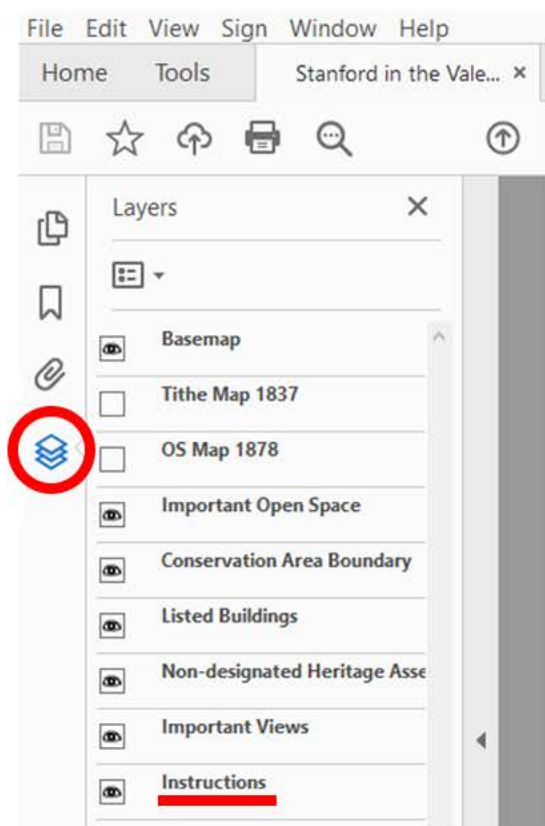 File Edit View Sign Window Help
Home Tools Stanford in the Vale... ×
Layers
Basemap
Tithe Map 1837
OS Map 1878
Important Open Space
Conservation Area Boundary
Listed Buildings
Non-designated Heritage Asse
Important Views
Instructions